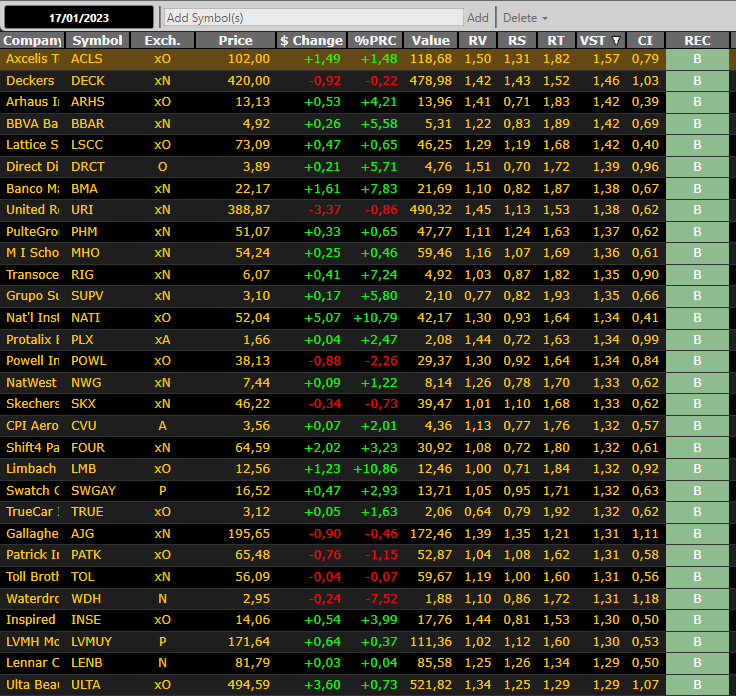 17/01/2023 Add Symbol(s) Add Delete
Company Symbol Exch. Price $ Change %PRC Value RV RS RT VST CI REC
Axcelis T ACLS xO 102,00 +1,49 +1,48 118,68 1,50 1,31 1,82 1,57 0,79 B
Deckers DECK xN 420,00 -0,92 -0,22 478,98 1,42 1,43 1,52 1,46 1,03 B
Arhaus I ARHS xO 13,13 +0,53 +4,21 13,96 1,41 0,71 1,83 1,42 0,39 B
BBVA Ba BBAR xN 4,92 +0,26 +5,58 5,31 1,22 0,83 1,89 1,42 0,69 B
Lattice S LSCC xO 73,09 +0,47 +0,65 46,25 1,29 1,19 1,68 1,42 0,40 B
Direct Di DRCT O 3,89 +0,21 +5,71 4,76 1,51 0,70 1,72 1,39 0,96 B
Banco Ma BMA xN 22,17 +1,61 +7,83 21,69 1,10 0,82 1,87 1,38 0,67 B
United Re URI xN 388,87 -3,37 -0,86 490,32 1,45 1,13 1,53 1,38 0,62 B
PulteGrou PHM xN 51,07 +0,33 +0,65 47,77 1,11 1,24 1,63 1,37 0,62 B
M I Scho MHO xN 54,24 +0,25 +0,46 59,46 1,16 1,07 1,69 1,36 0,61 B
Transoce RIG xN 6,07 +0,41 +7,24 4,92 1,03 0,87 1,82 1,35 0,90 B
Grupo Su SUPV xN 3,10 +0,17 +5,80 2,10 0,77 0,82 1,93 1,35 0,66 B
Nat'l Inst NATI xO 52,04 +5,07 +10,79 42,17 1,30 0,93 1,64 1,34 0,41 B
Protalix B PLX xA 1,66 +0,04 +2,47 2,08 1,44 0,72 1,63 1,34 0,99 B
Powell In POWL xO 38,13 -0,88 -2,26 29,37 1,30 0,92 1,64 1,34 0,84 B
NatWest NWG xN 7,44 +0,09 +1,22 8,14 1,26 0,78 1,70 1,33 0,62 B
Skechers SKX xN 46,22 -0,34 -0,73 39,47 1,01 1,10 1,68 1,33 0,62 B
CPI Aero CVU A 3,56 +0,07 +2,01 4,36 1,13 0,77 1,76 1,32 0,57 B
Shift4 Pa FOUR xN 64,59 +2,02 +3,23 30,92 1,08 0,72 1,80 1,32 0,61 B
Limbach LMB xO 12,56 +1,23 +10,86 12,46 1,00 0,71 1,84 1,32 0,92 B
Swatch G SWGAY P 16,52 +0,47 +2,93 13,71 1,05 0,95 1,71 1,32 0,63 B
TrueCar I TRUE xO 3,12 +0,05 +1,63 2,06 0,64 0,79 1,92 1,32 0,62 B
Gallaghe AJG xN 195,65 -0,90 -0,46 172,46 1,39 1,35 1,21 1,31 1,11 B
Patrick In PATK xO 65,48 -0,76 -1,15 52,87 1,04 1,08 1,62 1,31 0,58 B
Toll Broth TOL xN 56,09 -0,04 -0,07 59,67 1,19 1,00 1,60 1,31 0,56 B
Waterdro WDH N 2,95 -0,24 -7,52 1,88 1,10 0,86 1,72 1,31 1,18 B
Inspired INSE xO 14,06 +0,54 +3,99 17,76 1,44 0,81 1,53 1,30 0,50 B
LVMH Mo LVMUY P 171,64 +0,64 +0,37 111,36 1,02 1,12 1,60 1,30 0,53 B
Lennar C LENB N 81,79 +0,03 +0,04 85,58 1,25 1,26 1,34 1,29 0,50 B
Ulta Beau ULTA xO 494,59 +3,60 +0,73 521,82 1,34 1,25 1,29 1,29 1,07 B